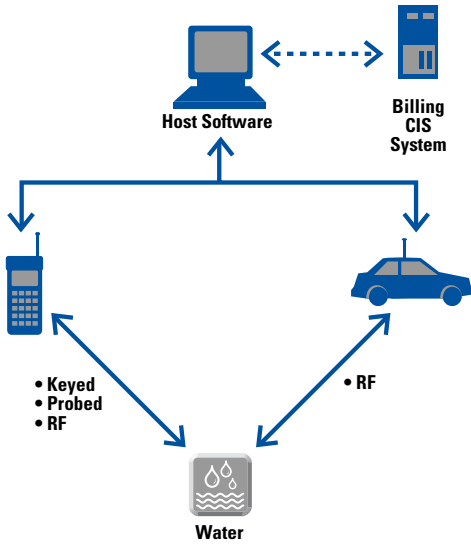 Host Software
Billing
CIS
System
• Keyed
• Probed
• RF
• RF
Water